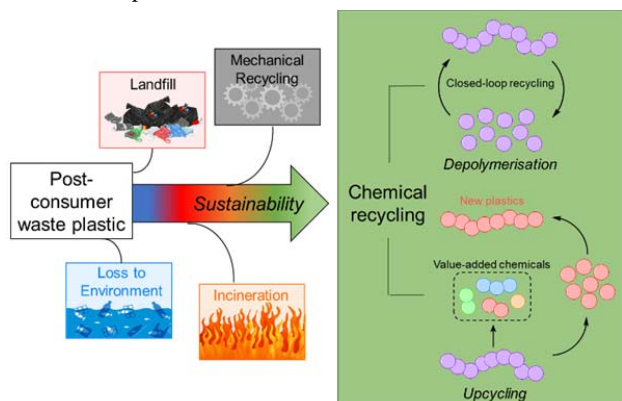 Landfill
Mechanical
Recycling
Post-
consumer
waste plastic
Sustainability
Loss to
Environment
Incineration
Chemical
recycling
Closed-loop recycling
Depolymerisation
New plastics
Value-added chemicals
Upcycling